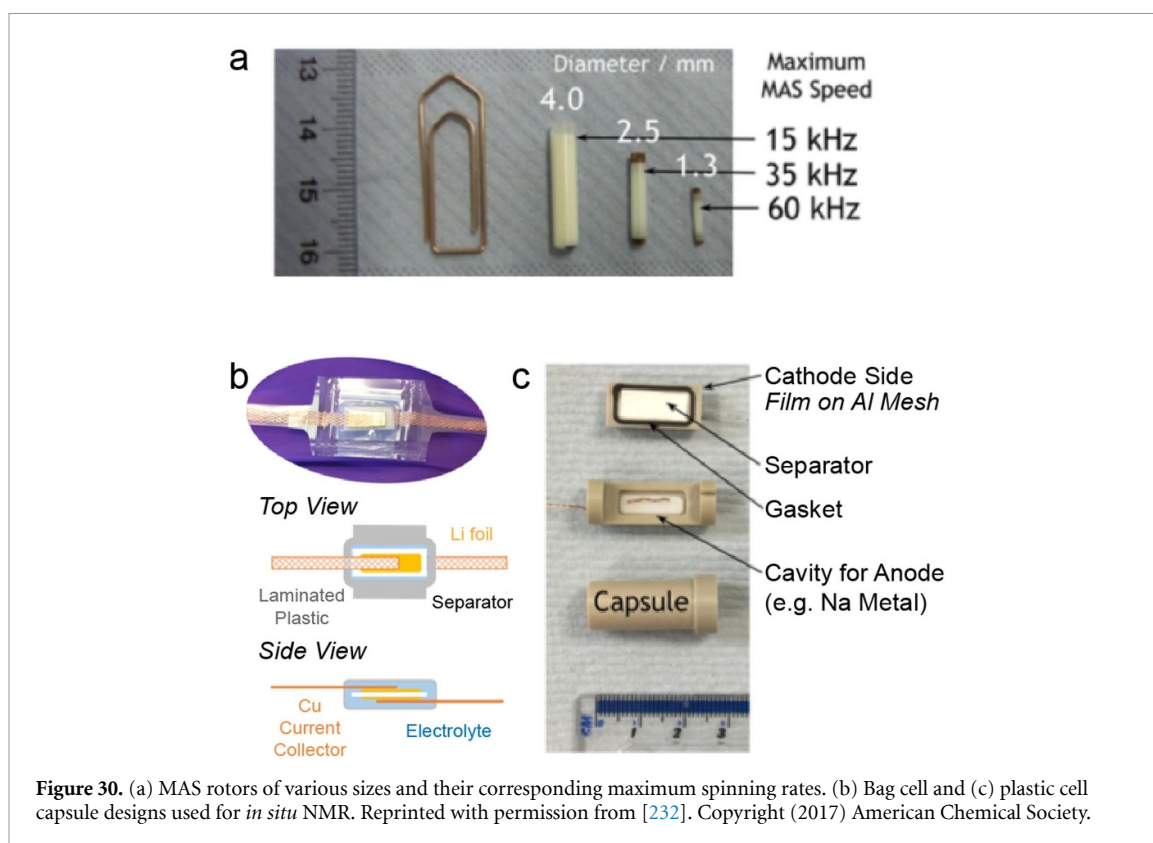 a
Diameter / mm
Maximum
MAS Speed
13
14
15
16
4.0
2.5
1.3
15 kHz
35 kHz
60 kHz
b
Top View
Li foil
Laminated
Plastic
Separator
Side View
Cu
Current
Collector
Electrolyte
c
Cathode Side
Film on Al Mesh
Separator
Gasket
Cavity for Anode
(e.g. Na Metal)
Capsule
CM
1
2
3
Figure 30. (a) MAS rotors of various sizes and their corresponding maximum spinning rates. (b) Bag cell and (c) plastic cell
capsule designs used for in situ NMR. Reprinted with permission from [232]. Copyright (2017) American Chemical Society.